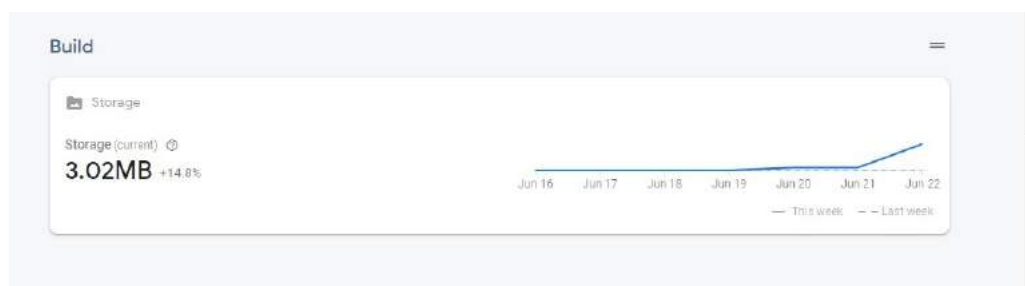 Build
Storage
Storage (current)
3.02MB +14.8%
Jun 16 Jun 17 Jun 18 Jun 19 Jun 20 Jun 21 Jun 22
This week Last week